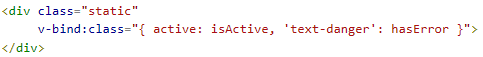 <div class="static"
     v-bind:class="{ active: isActive, 'text-danger': hasError }">
</div>